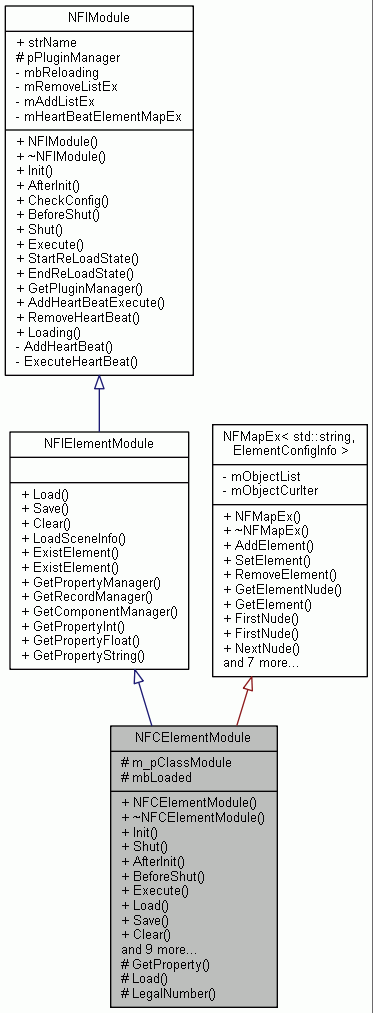 NFIModule
+ strName
# pPluginManager
- mbReloading
- mRemoveListEx
- mAddListEx
- mHeartBeatElementMapEx
+ NFIModule()
+ ~NFIModule()
+ Init()
+ AfterInit()
+ CheckConfig()
+ BeforeShut()
+ Shut()
+ Execute()
+ StartReLoadState()
+ EndReLoadState()
+ GetPluginManager()
+ AddHeartBeatExecute()
+ RemoveHeartBeat()
+ Loading()
- AddHeartBeat()
- ExecuteHeartBeat()
NFIElementModule
+ Load()
+ Save()
+ Clear()
+ LoadSceneInfo()
+ ExistElement()
+ ExistElement()
+ GetPropertyManager()
+ GetRecordManager()
+ GetComponentManager()
+ GetPropertyInt()
+ GetPropertyFloat()
+ GetPropertyString()
NFMapEx< std::string,
ElementConfigInfo >
- mObjectList
- mObjectCurIter
+ NFMapEx()
+ ~NFMapEx()
+ AddElement()
+ SetElement()
+ RemoveElement()
+ GetElementNude()
+ GetElement()
+ FirstNude()
+ FirstNude()
+ NextNude()
and 7 more...
NFCElementModule
# m_pClassModule
# mbLoaded
+ NFCElementModule()
+ ~NFCElementModule()
+ Init()
+ Shut()
+ AfterInit()
+ BeforeShut()
+ Execute()
+ Load()
+ Save()
+ Clear()
and 9 more...
# GetProperty()
# Load()
# LegalNumber()